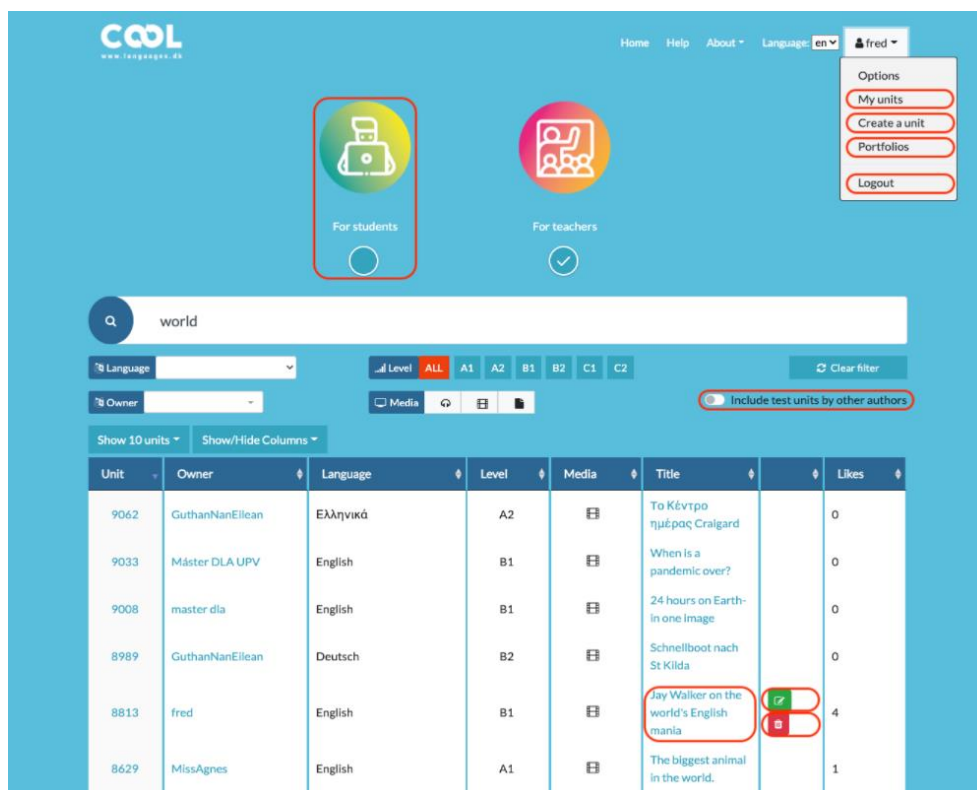 COOL
www.languages.dk
Home Help About Language: en fred
Options
My units
Create a unit
Portfolios
Logout
For students
For teachers
world
Language
Level ALL A1 A2 B1 B2 C1 C2
Clear filter
Owner
Media
Include test units by other authors
Show 10 units Show/Hide Columns
Unit Owner Language Level Media Title Likes
9062 GuthanNanEilean Ελληνικά A2 Το Κέντρο
ημέρας Craigard 0
9033 Máster DLA UPV English B1 When is a
pandemic over? 0
9008 master dla English B1 24 hours on Earth-
in one image 0
8989 GuthanNanEilean Deutsch B2 Schnellboot nach
St Kilda 0
8813 fred English B1 Jay Walker on the
world's English
mania 4
8629 MissAgnes English A1 The biggest animal
in the world. 1